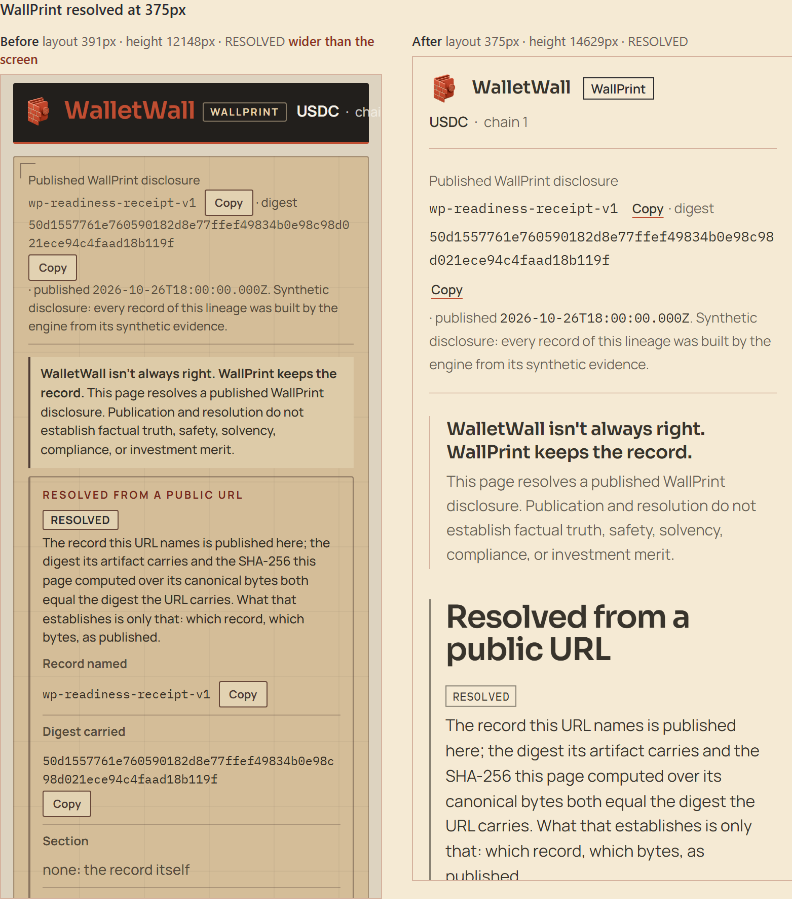 WallPrint resolved at 375px
Before layout 391px · height 12148px · RESOLVED wider than the
screen
WalletWall WALLPRINT USDC · chai
Published WallPrint disclosure
wp-readiness-receipt-v1 Copy · digest
50d1557761e760590182d8e77ffef49834b0e98c98d0
21ece94c4faad18b119f
Copy
· published 2026-10-26T18:00:00.000Z. Synthetic
disclosure: every record of this lineage was built by the
engine from its synthetic evidence.
WalletWall isn't always right. WallPrint keeps the
record. This page resolves a published WallPrint
disclosure. Publication and resolution do not
establish factual truth, safety, solvency,
compliance, or investment merit.
RESOLVED FROM A PUBLIC URL
RESOLVED
The record this URL names is published here; the
digest its artifact carries and the SHA-256 this
page computed over its canonical bytes both
equal the digest the URL carries. What that
establishes is only that: which record, which
bytes, as published.
Record named
wp-readiness-receipt-v1 Copy
Digest carried
50d1557761e760590182d8e77ffef49834b0e98c
98d021ece94c4faad18b119f
Copy
Section
none: the record itself
After layout 375px · height 14629px · RESOLVED
WalletWall WallPrint
USDC · chain 1
Published WallPrint disclosure
wp-readiness-receipt-v1 Copy · digest
50d1557761e760590182d8e77ffef49834b0e98c98
d021ece94c4faad18b119f
Copy
· published 2026-10-26T18:00:00.000Z. Synthetic
disclosure: every record of this lineage was built by the
engine from its synthetic evidence.
WalletWall isn't always right.
WallPrint keeps the record.
This page resolves a published WallPrint
disclosure. Publication and resolution do not
establish factual truth, safety, solvency,
compliance, or investment merit.
Resolved from a
public URL
RESOLVED
The record this URL names is published
here; the digest its artifact carries and the
SHA-256 this page computed over its
canonical bytes both equal the digest the
URL carries. What that establishes is only
that: which record, which bytes, as
published